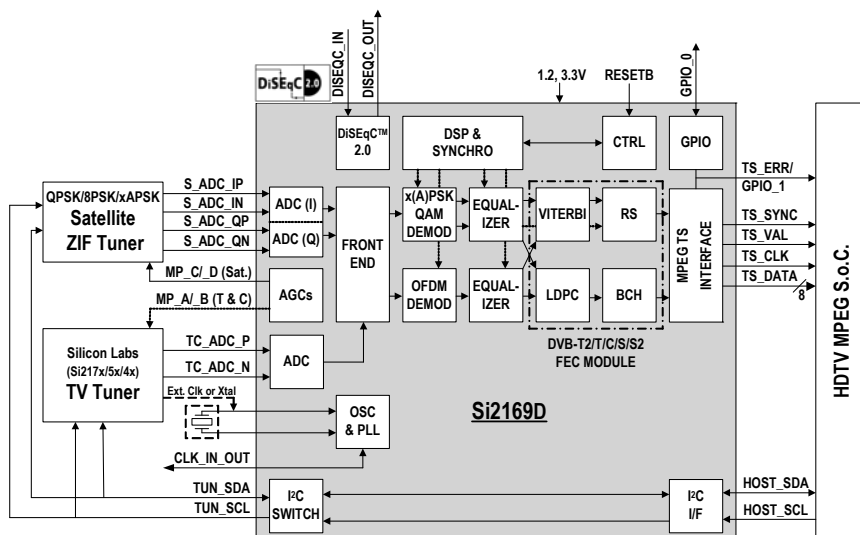 DiSEqC 2.0
DISEQC_IN
DISEQC_OUT
1.2, 3.3V
RESETB
GPIO_0
DiSEqC™
2.0
DSP &
SYNCHRO
CTRL
GPIO
TS_ERR/
GPIO_1
QPSK/8PSK/xAPSK
Satellite
ZIF Tuner
S_ADC_IP
S_ADC_IN
S_ADC_QP
S_ADC_QN
ADC (I)
ADC (Q)
FRONT
END
x(A)PSK
QAM
DEMOD
EQUAL-
IZER
VITERBI
RS
MPEG TS
INTERFACE
TS_SYNC
TS_VAL
TS_CLK
TS_DATA
8
HDTV MPEG S.o.C.
MP_C/_D (Sat.)
MP_A/_B (T & C)
AGCs
OFDM
DEMOD
EQUAL-
IZER
LDPC
BCH
DVB-T2/T/C/S/S2
FEC MODULE
Silicon Labs
(Si217x/5x/4x)
TV Tuner
TC_ADC_P
TC_ADC_N
ADC
Ext. Clk or Xtal
OSC
& PLL
Si2169D
CLK_IN_OUT
TUN_SDA
TUN_SCL
I²C
SWITCH
I²C
I/F
HOST_SDA
HOST_SCL